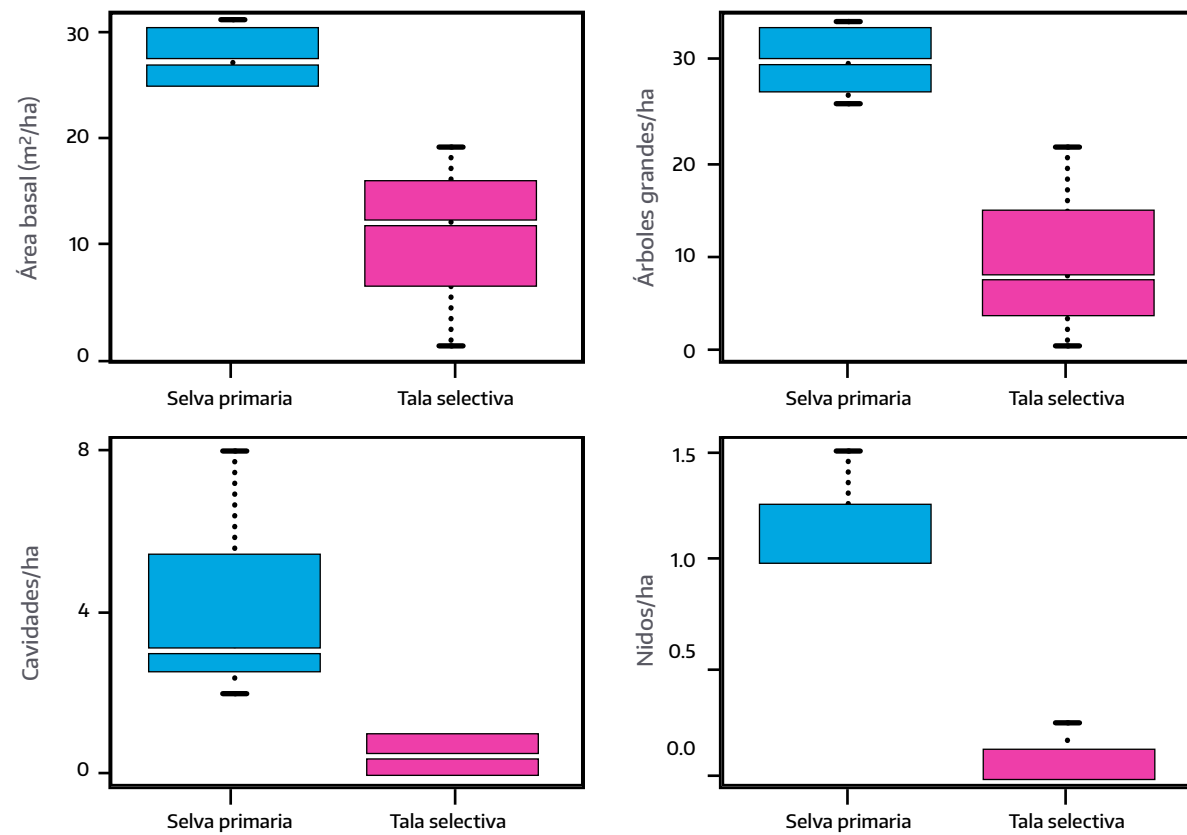 Área basal (m²/ha)
30
20
10
0
Selva primaria
Tala selectiva
Árboles grandes/ha
30
20
10
0
Selva primaria
Tala selectiva
Cavidades/ha
8
4
0
Selva primaria
Tala selectiva
Nidos/ha
1.5
1.0
0.5
0.0
Selva primaria
Tala selectiva